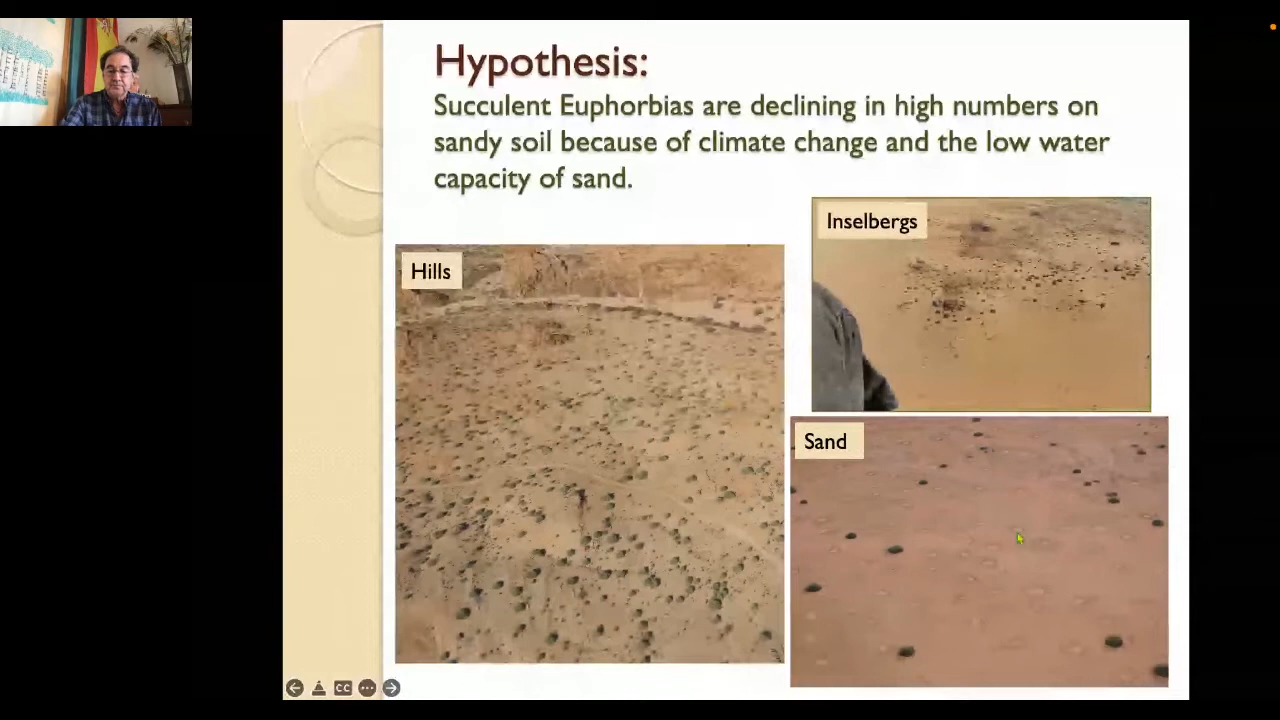 Hypothesis:
Succulent Euphorbias are declining in high numbers on
sandy soil because of climate change and the low water
capacity of sand.
Inselbergs
Hills
Sand
CC